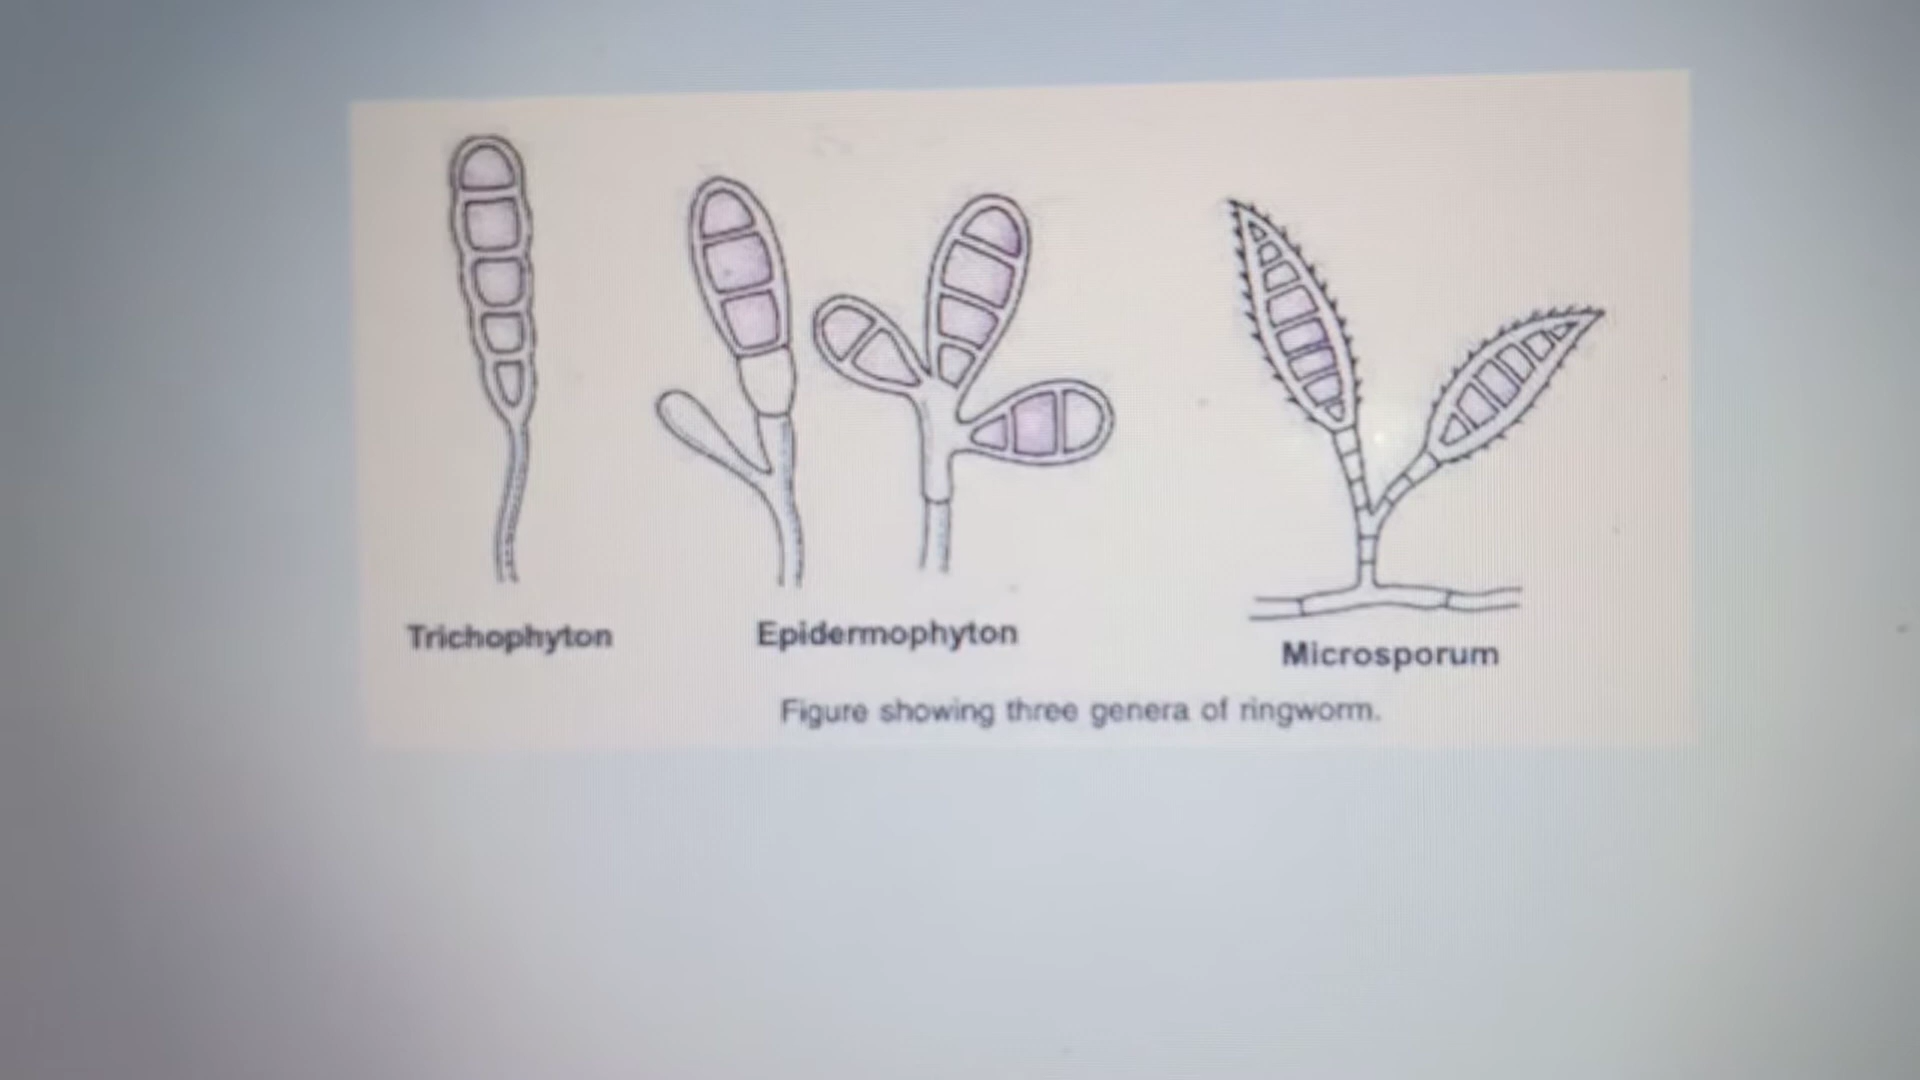 Trichophyton
Epidermophyton
Microsporum
Figure showing three genera of ringworm.